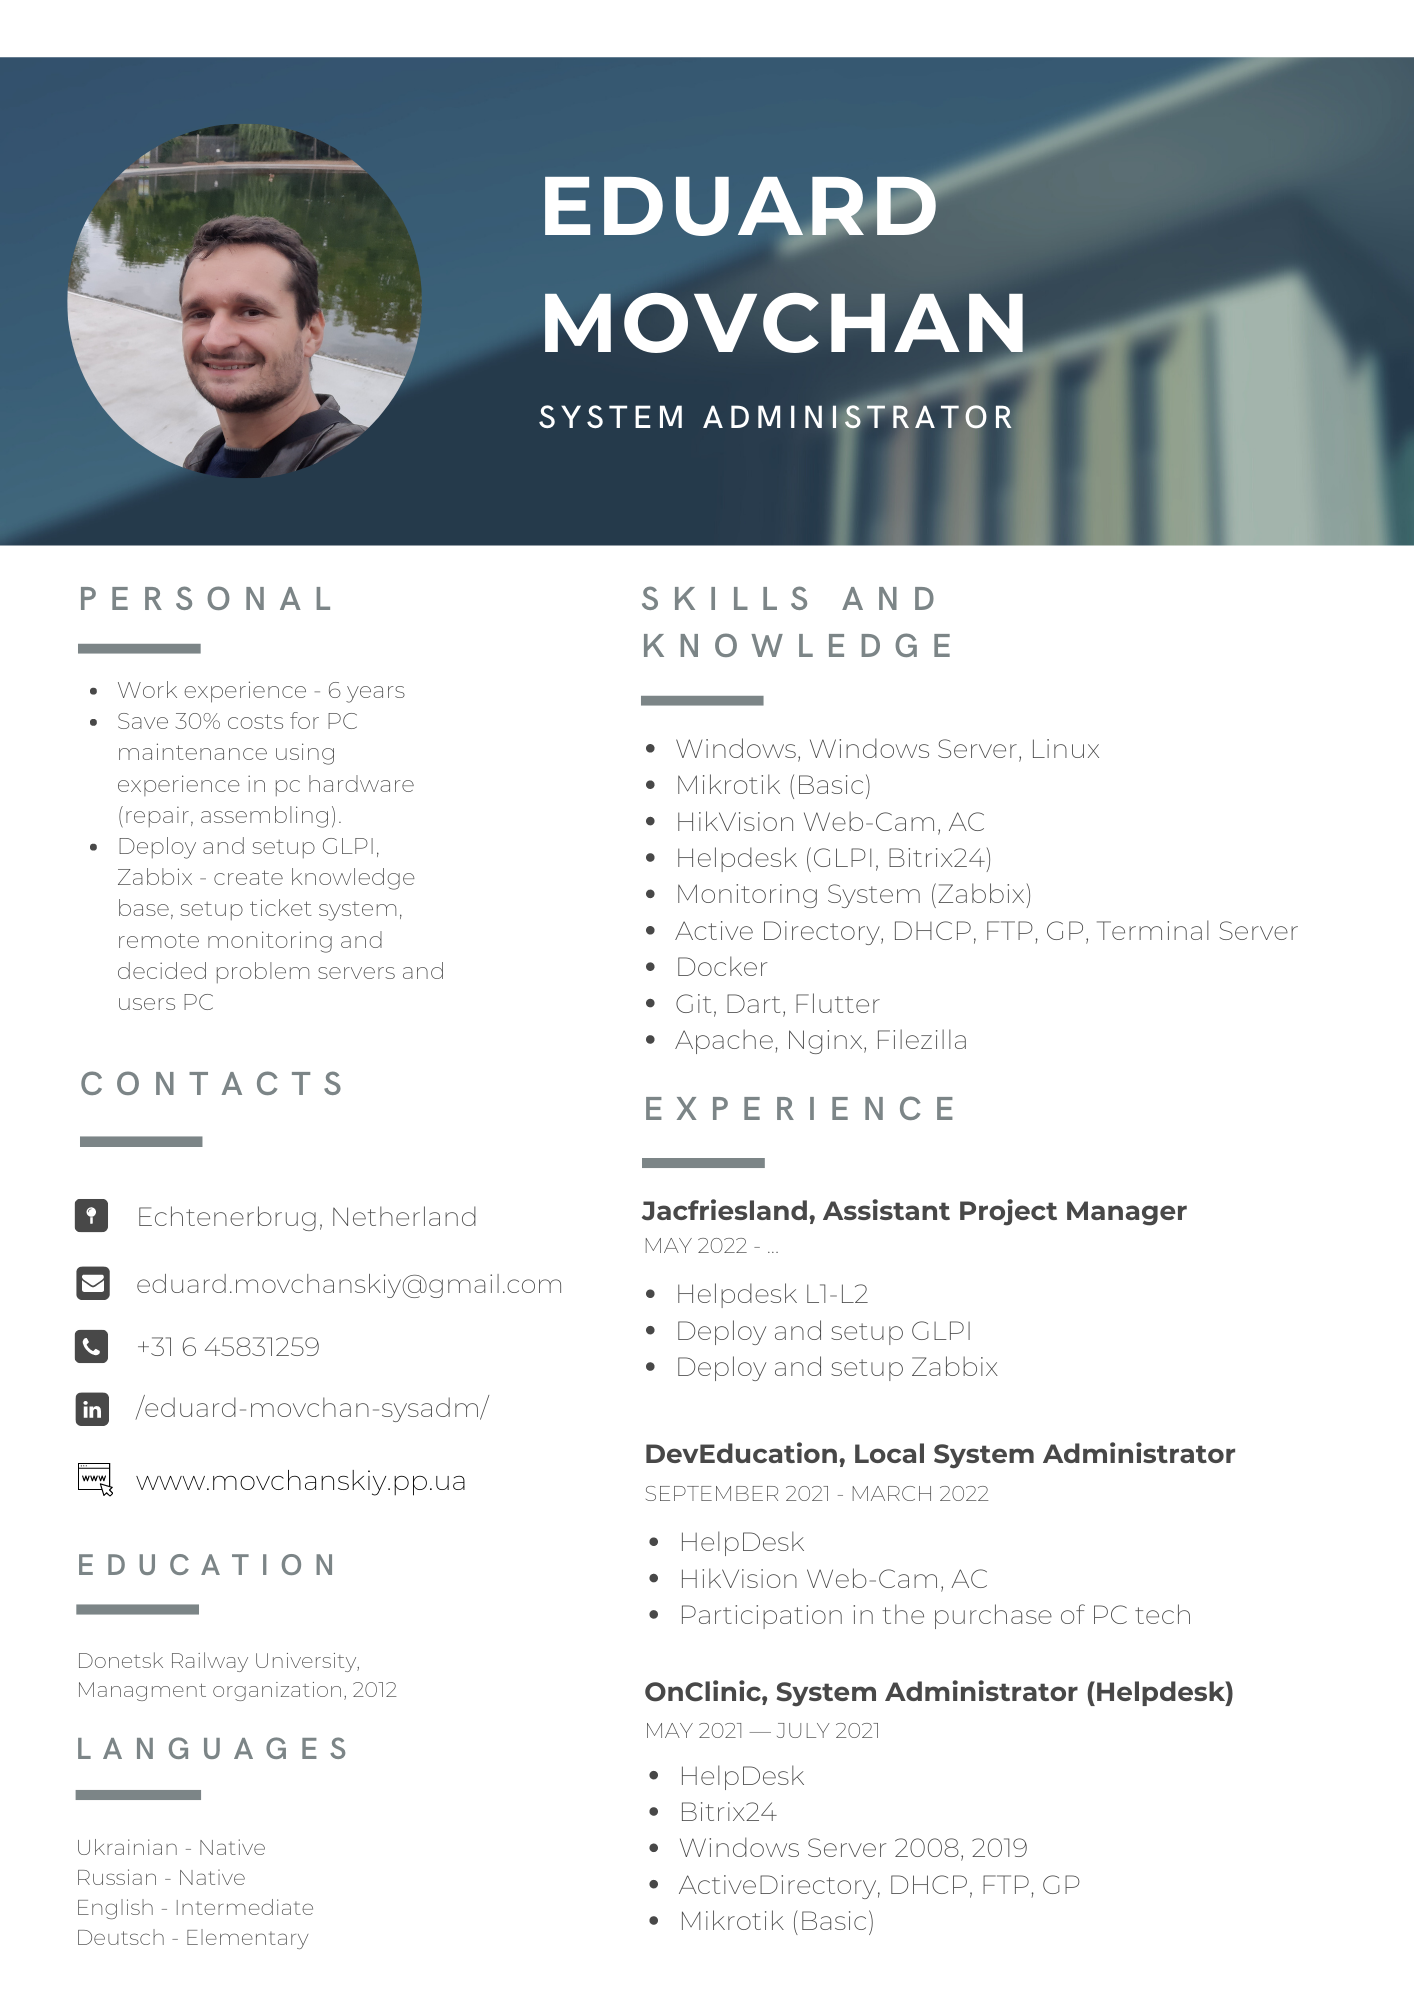 EDUARD
MOVCHAN
SYSTEM ADMINISTRATOR
PERSONAL
• Work experience - 6 years
• Save 30% costs for PC
maintenance using
experience in pc hardware
(repair, assembling).
• Deploy and setup GLPI,
Zabbix - create knowledge
base, setup ticket system,
remote monitoring and
decided problem servers and
users PC
CONTACTS
Echtenerbrug, Netherland
eduard.movchanskiy@gmail.com
+31 6 45831259
in /eduard-movchan-sysadm/
www www.movchanskiy.pp.ua
EDUCATION
Donetsk Railway University,
Managment organization, 2012
LANGUAGES
Ukrainian - Native
Russian - Native
English - Intermediate
Deutsch - Elementary
SKILLS AND
KNOWLEDGE
• Windows, Windows Server, Linux
• Mikrotik (Basic)
• HikVision Web-Cam, AC
• Helpdesk (GLPI, Bitrix24)
• Monitoring System (Zabbix)
• Active Directory, DHCP, FTP, GP, Terminal Server
• Docker
• Git, Dart, Flutter
• Apache, Nginx, Filezilla
EXPERIENCE
Jacfriesland, Assistant Project Manager
MAY 2022 - ...
• Helpdesk L1-L2
• Deploy and setup GLPI
• Deploy and setup Zabbix
DevEducation, Local System Administrator
SEPTEMBER 2021 - MARCH 2022
• HelpDesk
• HikVision Web-Cam, AC
• Participation in the purchase of PC tech
OnClinic, System Administrator (Helpdesk)
MAY 2021 — JULY 2021
• HelpDesk
• Bitrix24
• Windows Server 2008, 2019
• ActiveDirectory, DHCP, FTP, GP
• Mikrotik (Basic)